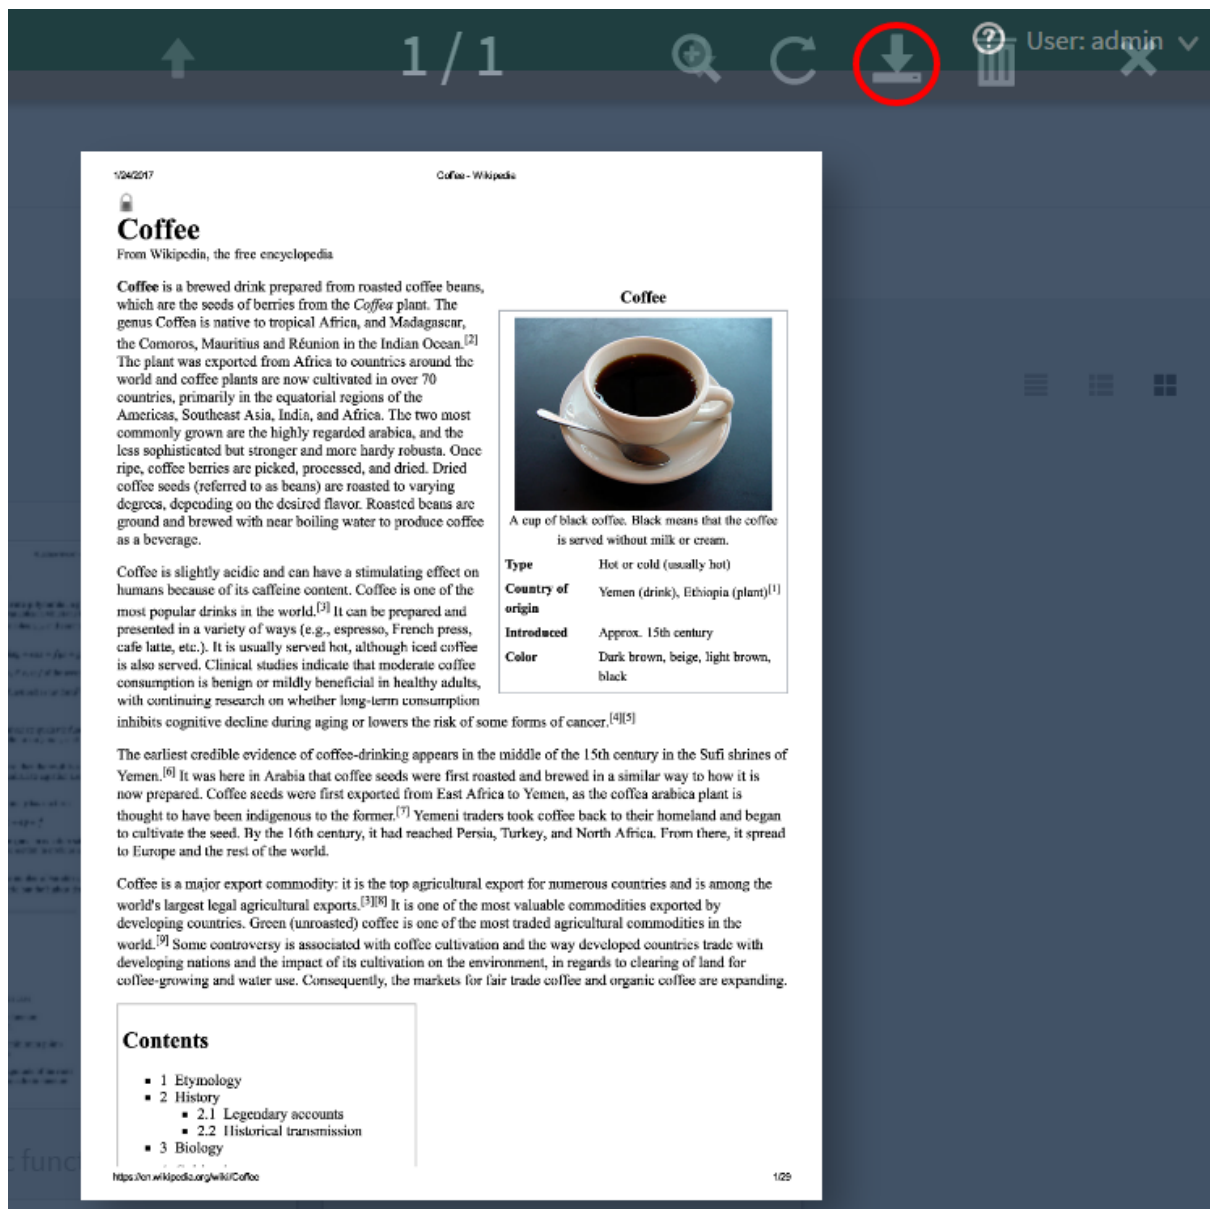 1 / 1
User: admin
1/24/2017
Coffee - Wikipedia
Coffee
From Wikipedia, the free encyclopedia
Coffee is a brewed drink prepared from roasted coffee beans,
which are the seeds of berries from the Coffea plant. The
genus Coffea is native to tropical Africa, and Madagascar,
the Comoros, Mauritius and Réunion in the Indian Ocean.[2]
The plant was exported from Africa to countries around the
world and coffee plants are now cultivated in over 70
countries, primarily in the equatorial regions of the
Americas, Southeast Asia, India, and Africa. The two most
commonly grown are the highly regarded arabica, and the
less sophisticated but stronger and more hardy robusta. Once
ripe, coffee berries are picked, processed, and dried. Dried
coffee seeds (referred to as beans) are roasted to varying
degrees, depending on the desired flavor. Roasted beans are
ground and brewed with near boiling water to produce coffee
as a beverage.
Coffee
A cup of black coffee. Black means that the coffee
is served without milk or cream.
Type Hot or cold (usually hot)
Country of origin Yemen (drink), Ethiopia (plant)[1]
Introduced Approx. 15th century
Color Dark brown, beige, light brown,
black
Coffee is slightly acidic and can have a stimulating effect on
humans because of its caffeine content. Coffee is one of the
most popular drinks in the world.[3] It can be prepared and
presented in a variety of ways (e.g., espresso, French press,
cafe latte, etc.). It is usually served hot, although iced coffee
is also served. Clinical studies indicate that moderate coffee
consumption is benign or mildly beneficial in healthy adults,
with continuing research on whether long-term consumption
inhibits cognitive decline during aging or lowers the risk of some forms of cancer.[4][5]
The earliest credible evidence of coffee-drinking appears in the middle of the 15th century in the Sufi shrines of
Yemen.[6] It was here in Arabia that coffee seeds were first roasted and brewed in a similar way to how it is
now prepared. Coffee seeds were first exported from East Africa to Yemen, as the coffea arabica plant is
thought to have been indigenous to the former.[7] Yemeni traders took coffee back to their homeland and began
to cultivate the seed. By the 16th century, it had reached Persia, Turkey, and North Africa. From there, it spread
to Europe and the rest of the world.
Coffee is a major export commodity: it is the top agricultural export for numerous countries and is among the
world's largest legal agricultural exports.[3][8] It is one of the most valuable commodities exported by
developing countries. Green (unroasted) coffee is one of the most traded agricultural commodities in the
world.[9] Some controversy is associated with coffee cultivation and the way developed countries trade with
developing nations and the impact of its cultivation on the environment, in regards to clearing of land for
coffee-growing and water use. Consequently, the markets for fair trade coffee and organic coffee are expanding.
Contents
1 Etymology
2 History
2.1 Legendary accounts
2.2 Historical transmission
3 Biology
https://en.wikipedia.org/wiki/Coffee
1/29